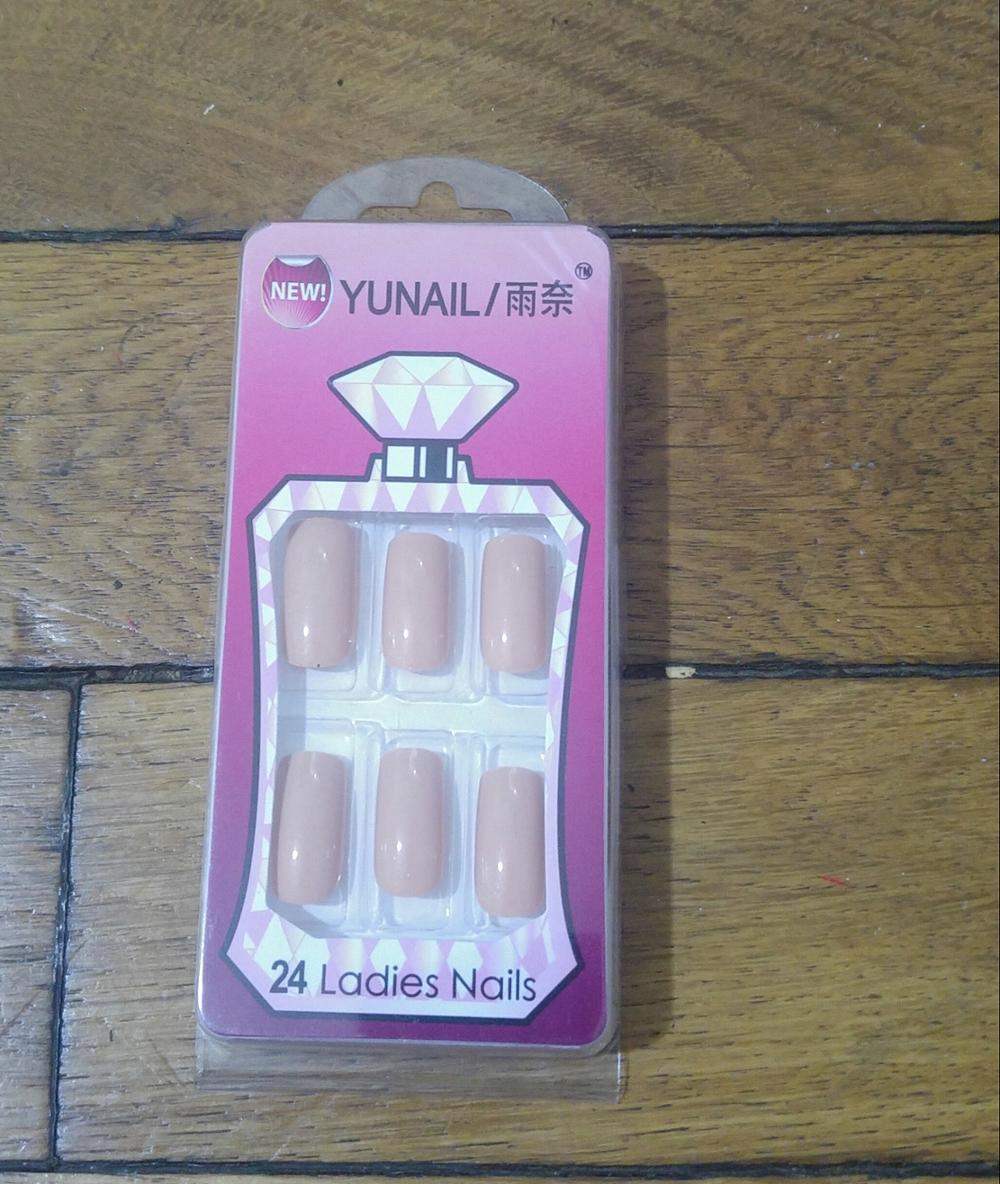 NEW!
YUNAIL/雨奈
TM
24 Ladies Nails